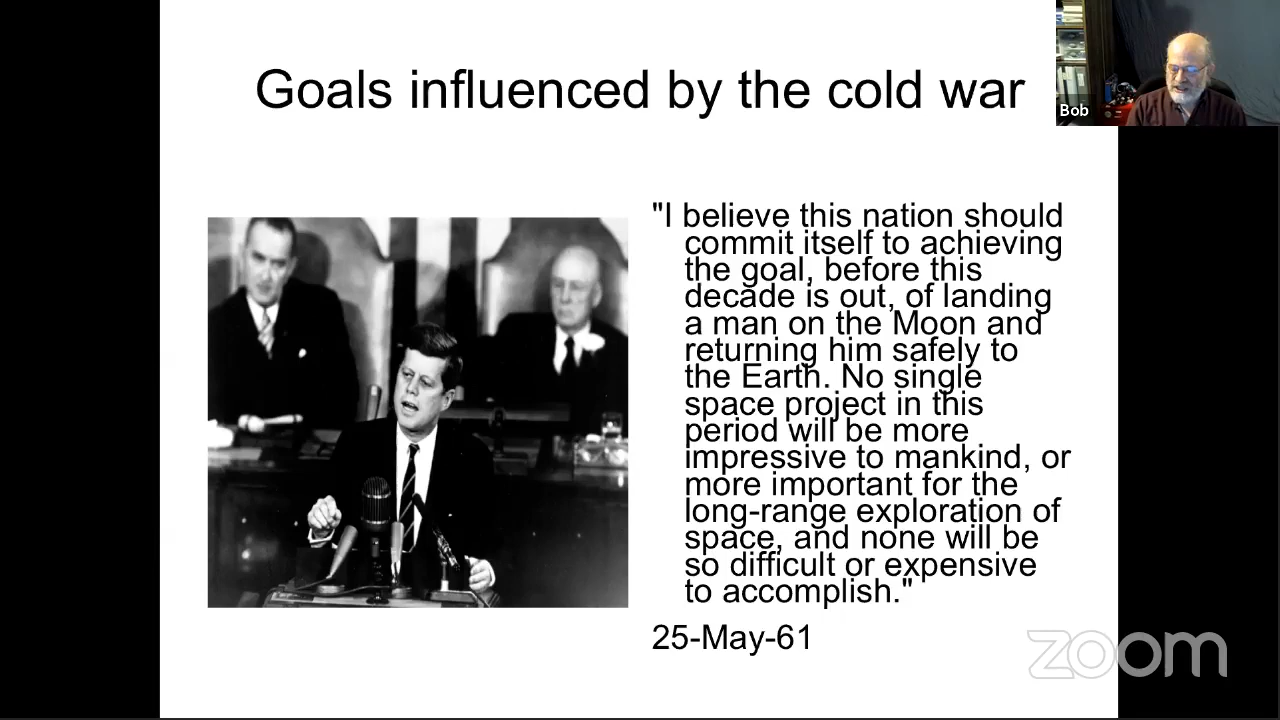 Goals influenced by the cold war
Bob
"I believe this nation should
commit itself to achieving
the goal, before this
decade is out, of landing
a man on the Moon and
returning him safely to
the Earth. No single
space project in this
period will be more
impressive to mankind, or
more important for the
long-range exploration of
space, and none will be
so difficult or expensive
to accomplish."
25-May-61
zoom